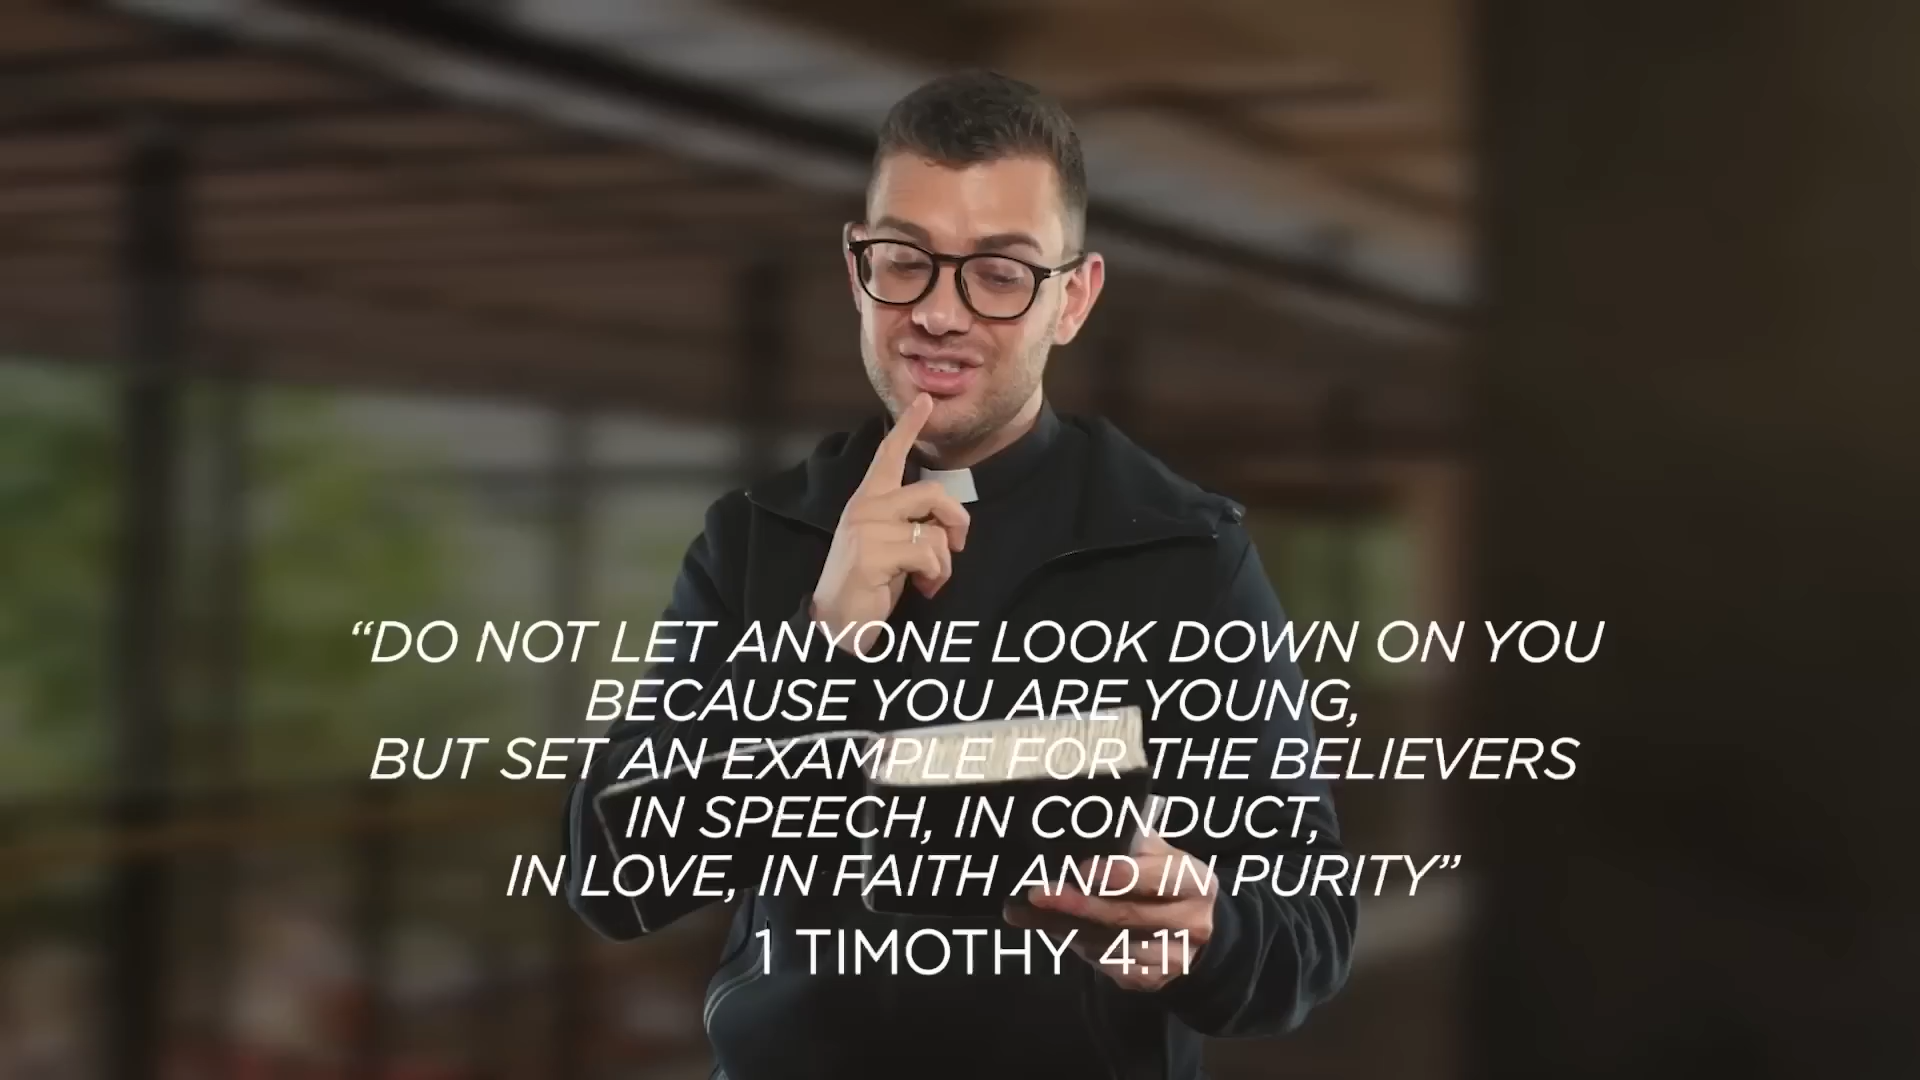 “DO NOT LET ANYONE LOOK DOWN ON YOU
BECAUSE YOU ARE YOUNG,
BUT SET AN EXAMPLE FOR THE BELIEVERS
IN SPEECH, IN CONDUCT,
IN LOVE, IN FAITH AND IN PURITY”
1 TIMOTHY 4:11